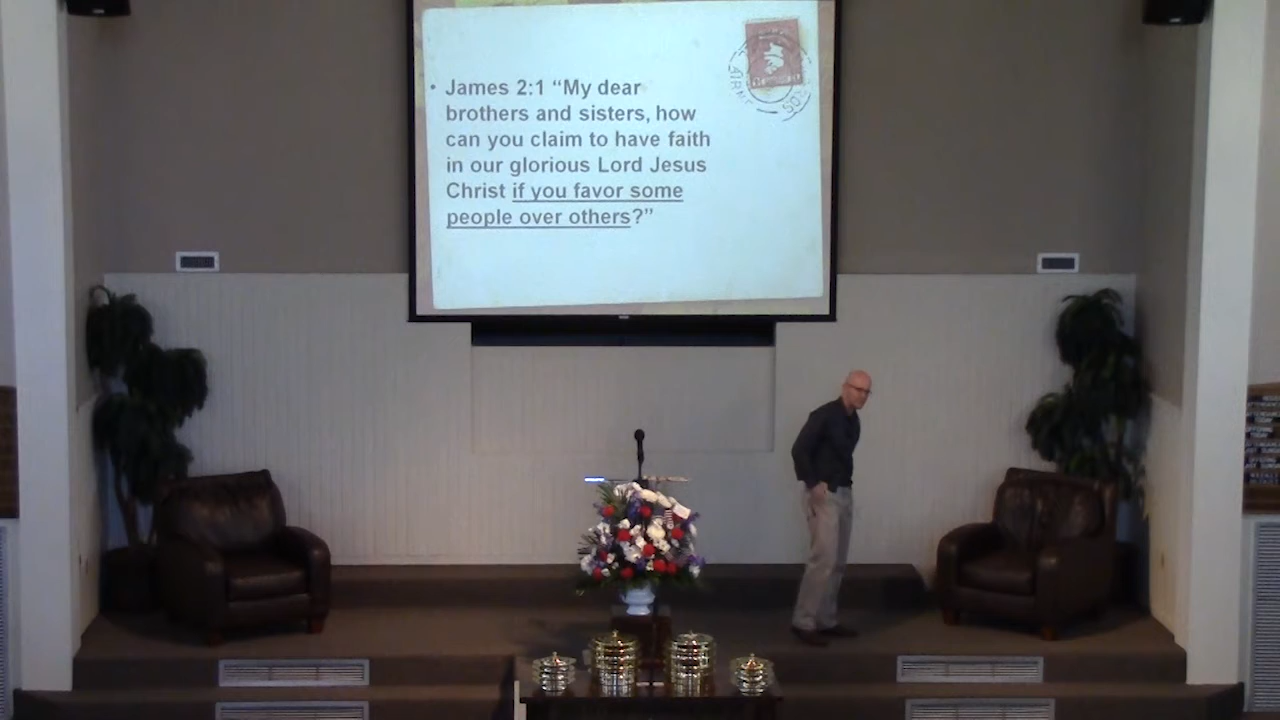 • James 2:1 “My dear
brothers and sisters, how
can you claim to have faith
in our glorious Lord Jesus
Christ if you favor some
people over others?”